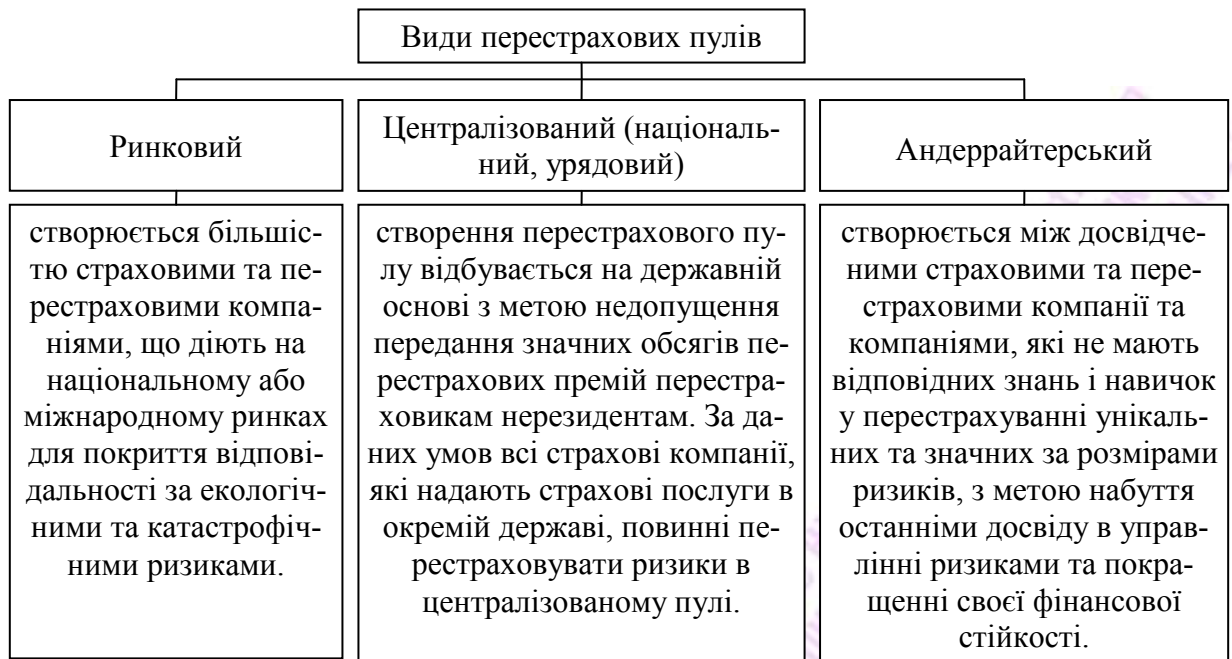 Види перестрахових пулів
Ринковий
Централізований (національ-
ний, урядовий)
Андеррайтерський
створюється більшіс-
тю страховими та пе-
рестраховими компа-
ніями, що діють на
національному або
міжнародному ринках
для покриття відпові-
дальності за екологіч-
ними та катастрофіч-
ними ризиками.
створення перестрахового пу-
лу відбувається на державній
основі з метою недопущення
передання значних обсягів пе-
рестрахових премій перестра-
ховикам нерезидентам. За да-
них умов всі страхові компанії,
які надають страхові послуги в
окремій державі, повинні пе-
рестраховувати ризики в
централізованому пулі.
створюється між досвідче-
ними страховими та пере-
страховими компанії та
компаніями, які не мають
відповідних знань і навичок
у перестрахуванні унікаль-
них та значних за розмірами
ризиків, з метою набуття
останніми досвіду в управ-
лінні ризиками та покра-
щенні своєї фінансової
стійкості.